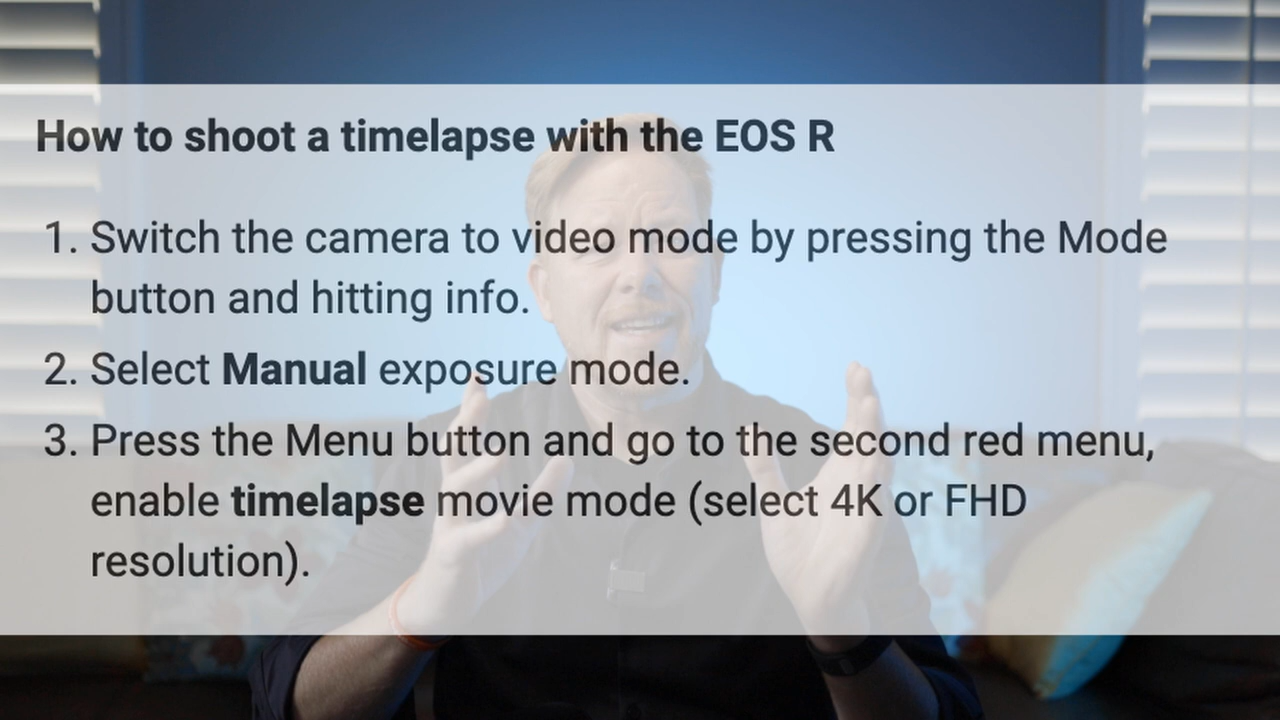 How to shoot a timelapse with the EOS R
1. Switch the camera to video mode by pressing the Mode
button and hitting info.
2. Select Manual exposure mode.
3. Press the Menu button and go to the second red menu,
enable timelapse movie mode (select 4K or FHD
resolution).